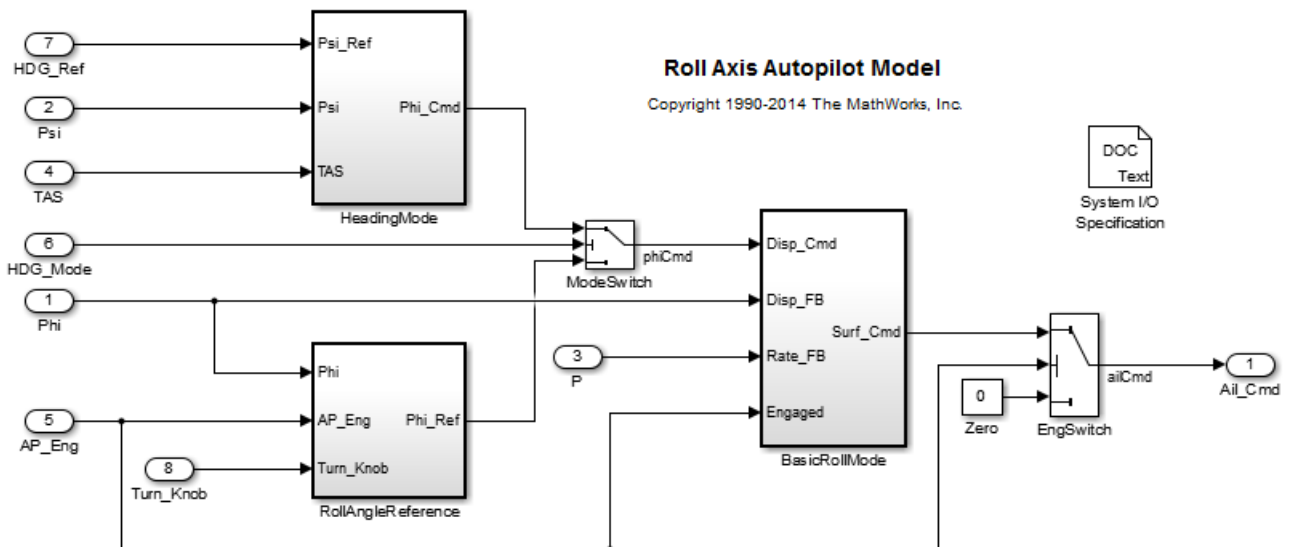 Roll Axis Autopilot Model
Copyright 1990-2014 The MathWorks, Inc.
7
HDG_Ref
2
Psi
4
TAS
Psi_Ref
Psi
TAS
Phi_Cmd
HeadingMode
6
HDG_Mode
1
Phi
ModeSwitch
phiCmd
5
AP_Eng
8
Turn_Knob
Phi
AP_Eng
Turn_Knob
Phi_Ref
RollAngleReference
3
P
Disp_Cmd
Disp_FB
Rate_FB
Engaged
Surf_Cmd
BasicRollMode
DOC
Text
System I/O
Specification
0
Zero
EngSwitch
ailCmd
1
Ail_Cmd